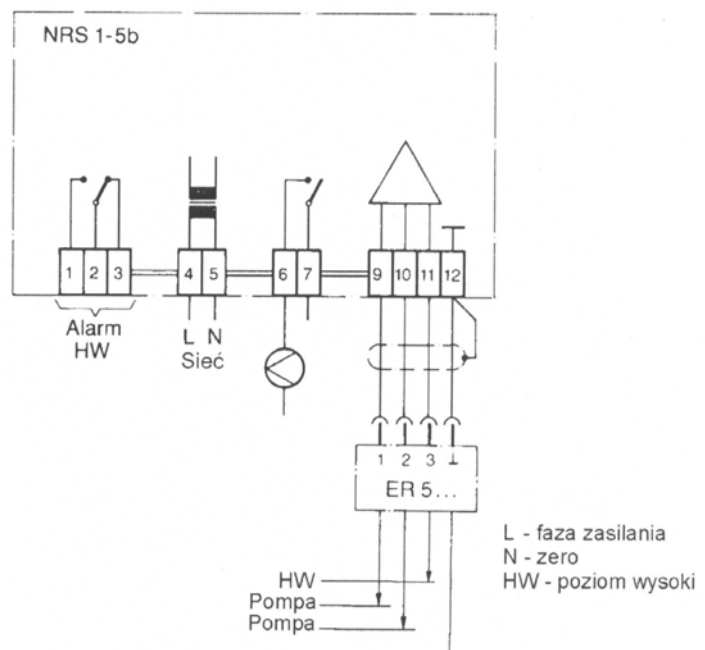 NRS 1-5b
1 2 3 4 5 6 7 9 10 11 12
Alarm
HW
L N
Sieć
1 2 3
ER 5...
L - faza zasilania
N - zero
HW - poziom wysoki
HW
Pompa
Pompa